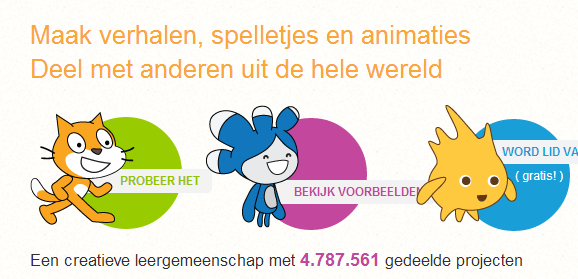 Maak verhalen, spelletjes en animaties
Deel met anderen uit de hele wereld
PROBEER HET
BEKIJK VOORBEELDEN
WORD LID VA
( gratis! )
Een creatieve leergemeenschap met 4.787.561 gedeelde projecten